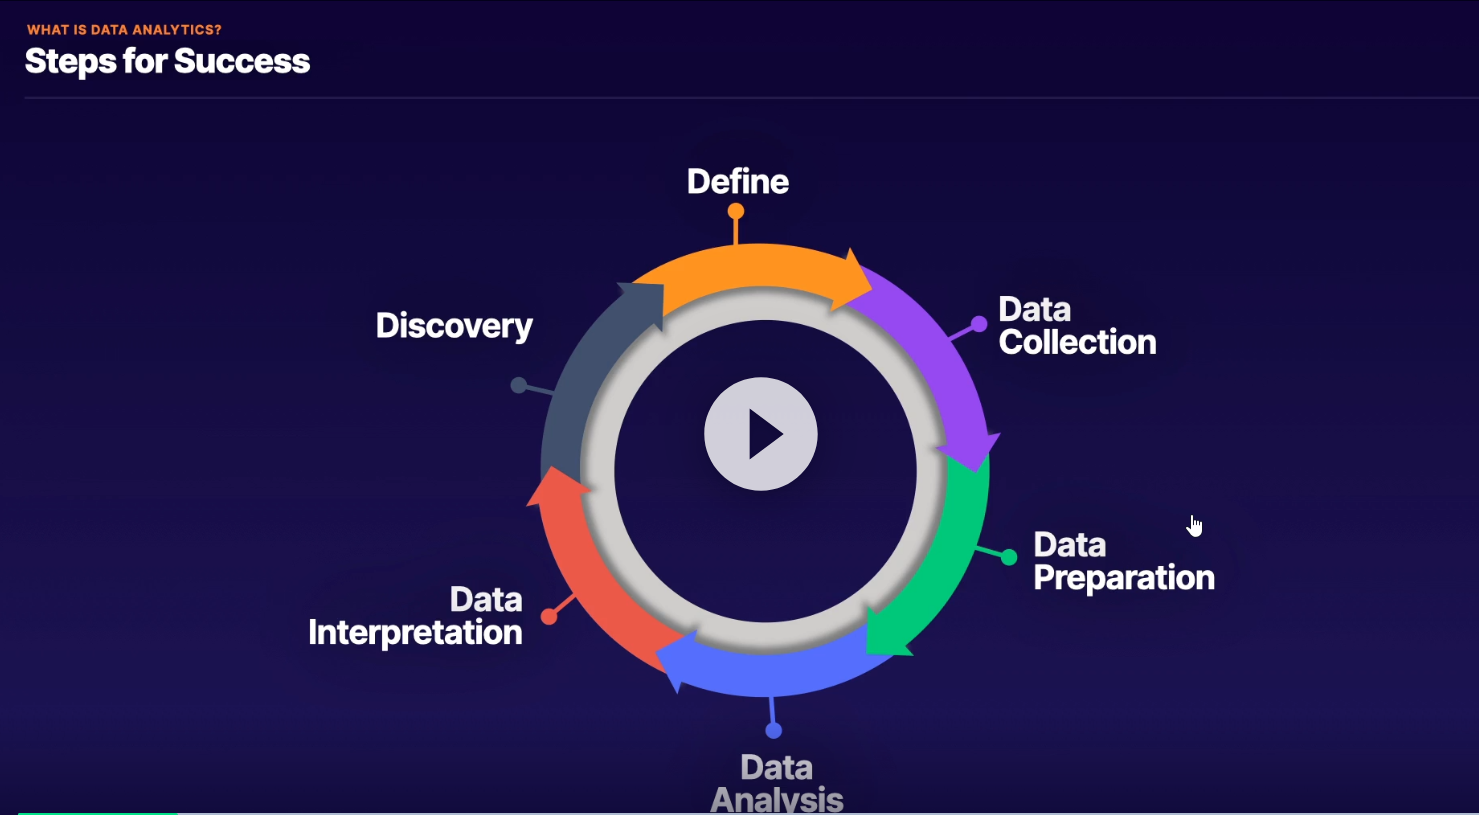 WHAT IS DATA ANALYTICS?
Steps for Success
Define
Discovery
Data
Collection
Data
Preparation
Data
Interpretation
Data
Analysis